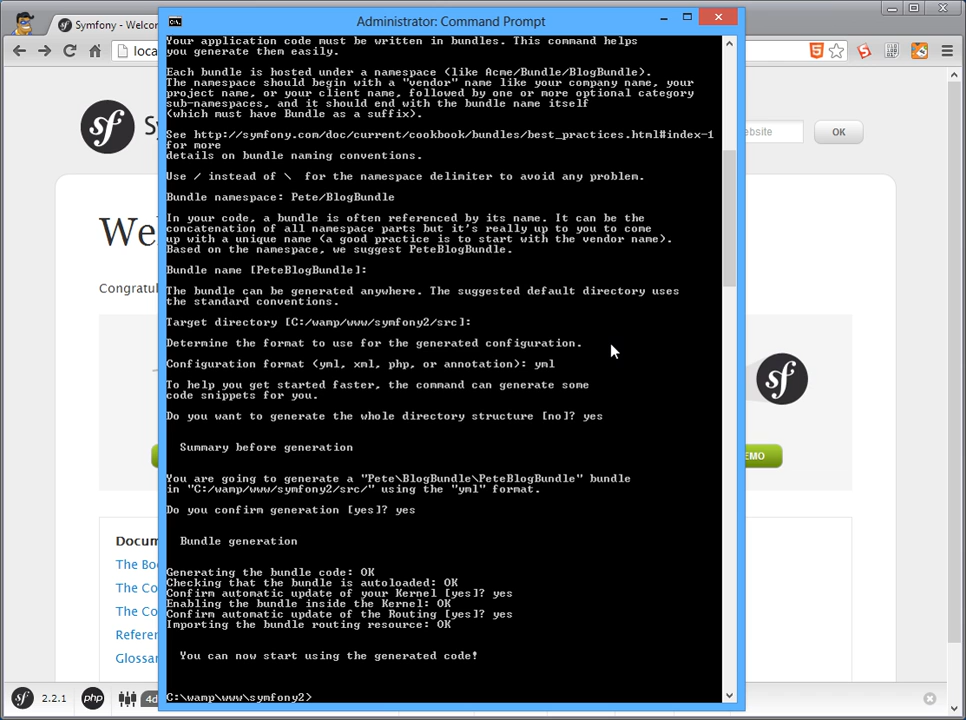 Administrator: Command Prompt
Symfony - Welcor
loca
Your application code must be written in bundles. This command helps
you generate them easily.
Each bundle is hosted under a namespace (like Acme/Bundle/BlogBundle).
The namespace should begin with a "vendor" name like your company name, your
project name, or your client name, followed by one or more optional category
sub-namespaces, and it should end with the bundle name itself
(which must have Bundle as a suffix).
See http://symfony.com/doc/current/cookbook/bundles/best_practices.html#index-1
for more
details on bundle naming conventions.
Use / instead of \  for the namespace delimiter to avoid any problem.
Bundle namespace: Pete/BlogBundle
In your code, a bundle is often referenced by its name. It can be the
concatenation of all namespace parts but it's really up to you to come
up with a unique name (a good practice is to start with the vendor name).
Based on the namespace, we suggest PeteBlogBundle.
Bundle name [PeteBlogBundle]:
The bundle can be generated anywhere. The suggested default directory uses
the standard conventions.
Target directory [C:/wamp/www/symfony2/src]:
Determine the format to use for the generated configuration.
Configuration format (yml, xml, php, or annotation): yml
To help you get started faster, the command can generate some
code snippets for you.
Do you want to generate the whole directory structure [no]? yes
Summary before generation
You are going to generate a "Pete\BlogBundle\PeteBlogBundle" bundle
in "C:/wamp/www/symfony2/src/" using the "yml" format.
Do you confirm generation [yes]? yes
Bundle generation
Generating the bundle code: OK
Checking that the bundle is autoloaded: OK
Confirm automatic update of your Kernel [yes]? yes
Enabling the bundle inside the Kernel: OK
Confirm automatic update of the Routing [yes]? yes
Importing the bundle routing resource: OK
You can now start using the generated code!
C:\wamp\www\symfony2>
sf
Sy
ebsite
OK
Wel
Congratul
sf
EMO
Docum
The Boo
The Co
The Co
Referen
Glossar
sf
2.2.1
php
4d